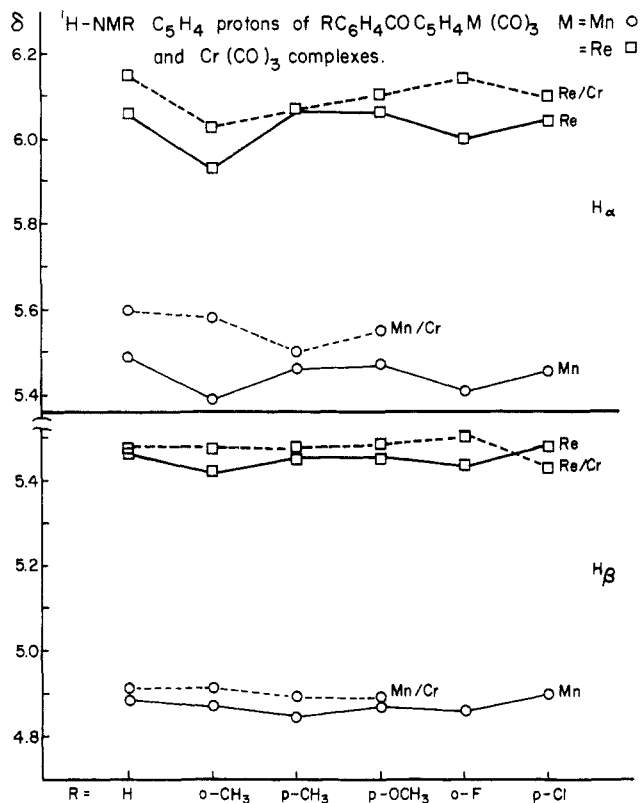 δ ¹H-NMR C₅H₄ protons of RC₆H₄COC₅H₄M(CO)₃ M=Mn ○
and Cr(CO)₃ complexes. =Re □
6.2
6.0
5.8
5.6
5.4
Re/Cr
Re
Hα
Mn/Cr
Mn
5.4
5.2
5.0
4.8
Re
Re/Cr
Hβ
Mn/Cr
Mn
R = H o-CH₃ p-CH₃ p-OCH₃ o-F p-Cl